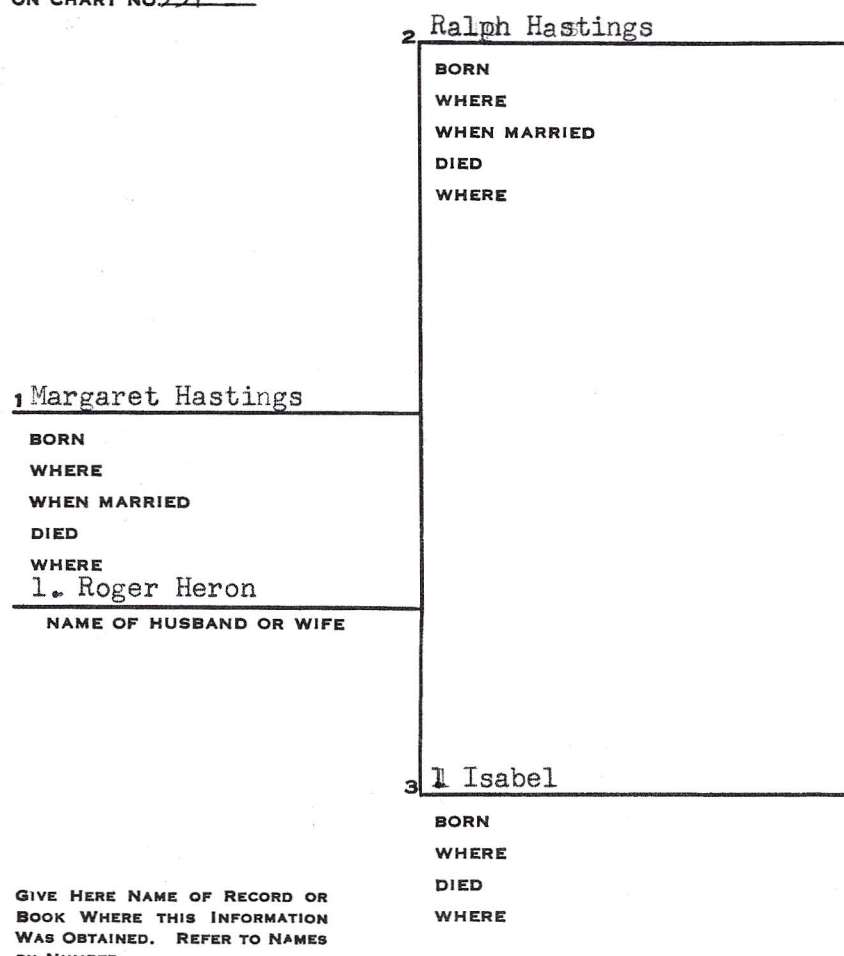 ON CHART NO.
2 Ralph Hastings
BORN
WHERE
WHEN MARRIED
DIED
WHERE
1 Margaret Hastings
BORN
WHERE
WHEN MARRIED
DIED
WHERE
1. Roger Heron
NAME OF HUSBAND OR WIFE
3 1 Isabel
BORN
WHERE
DIED
WHERE
GIVE HERE NAME OF RECORD OR
BOOK WHERE THIS INFORMATION
WAS OBTAINED. REFER TO NAMES
BY NUMBER